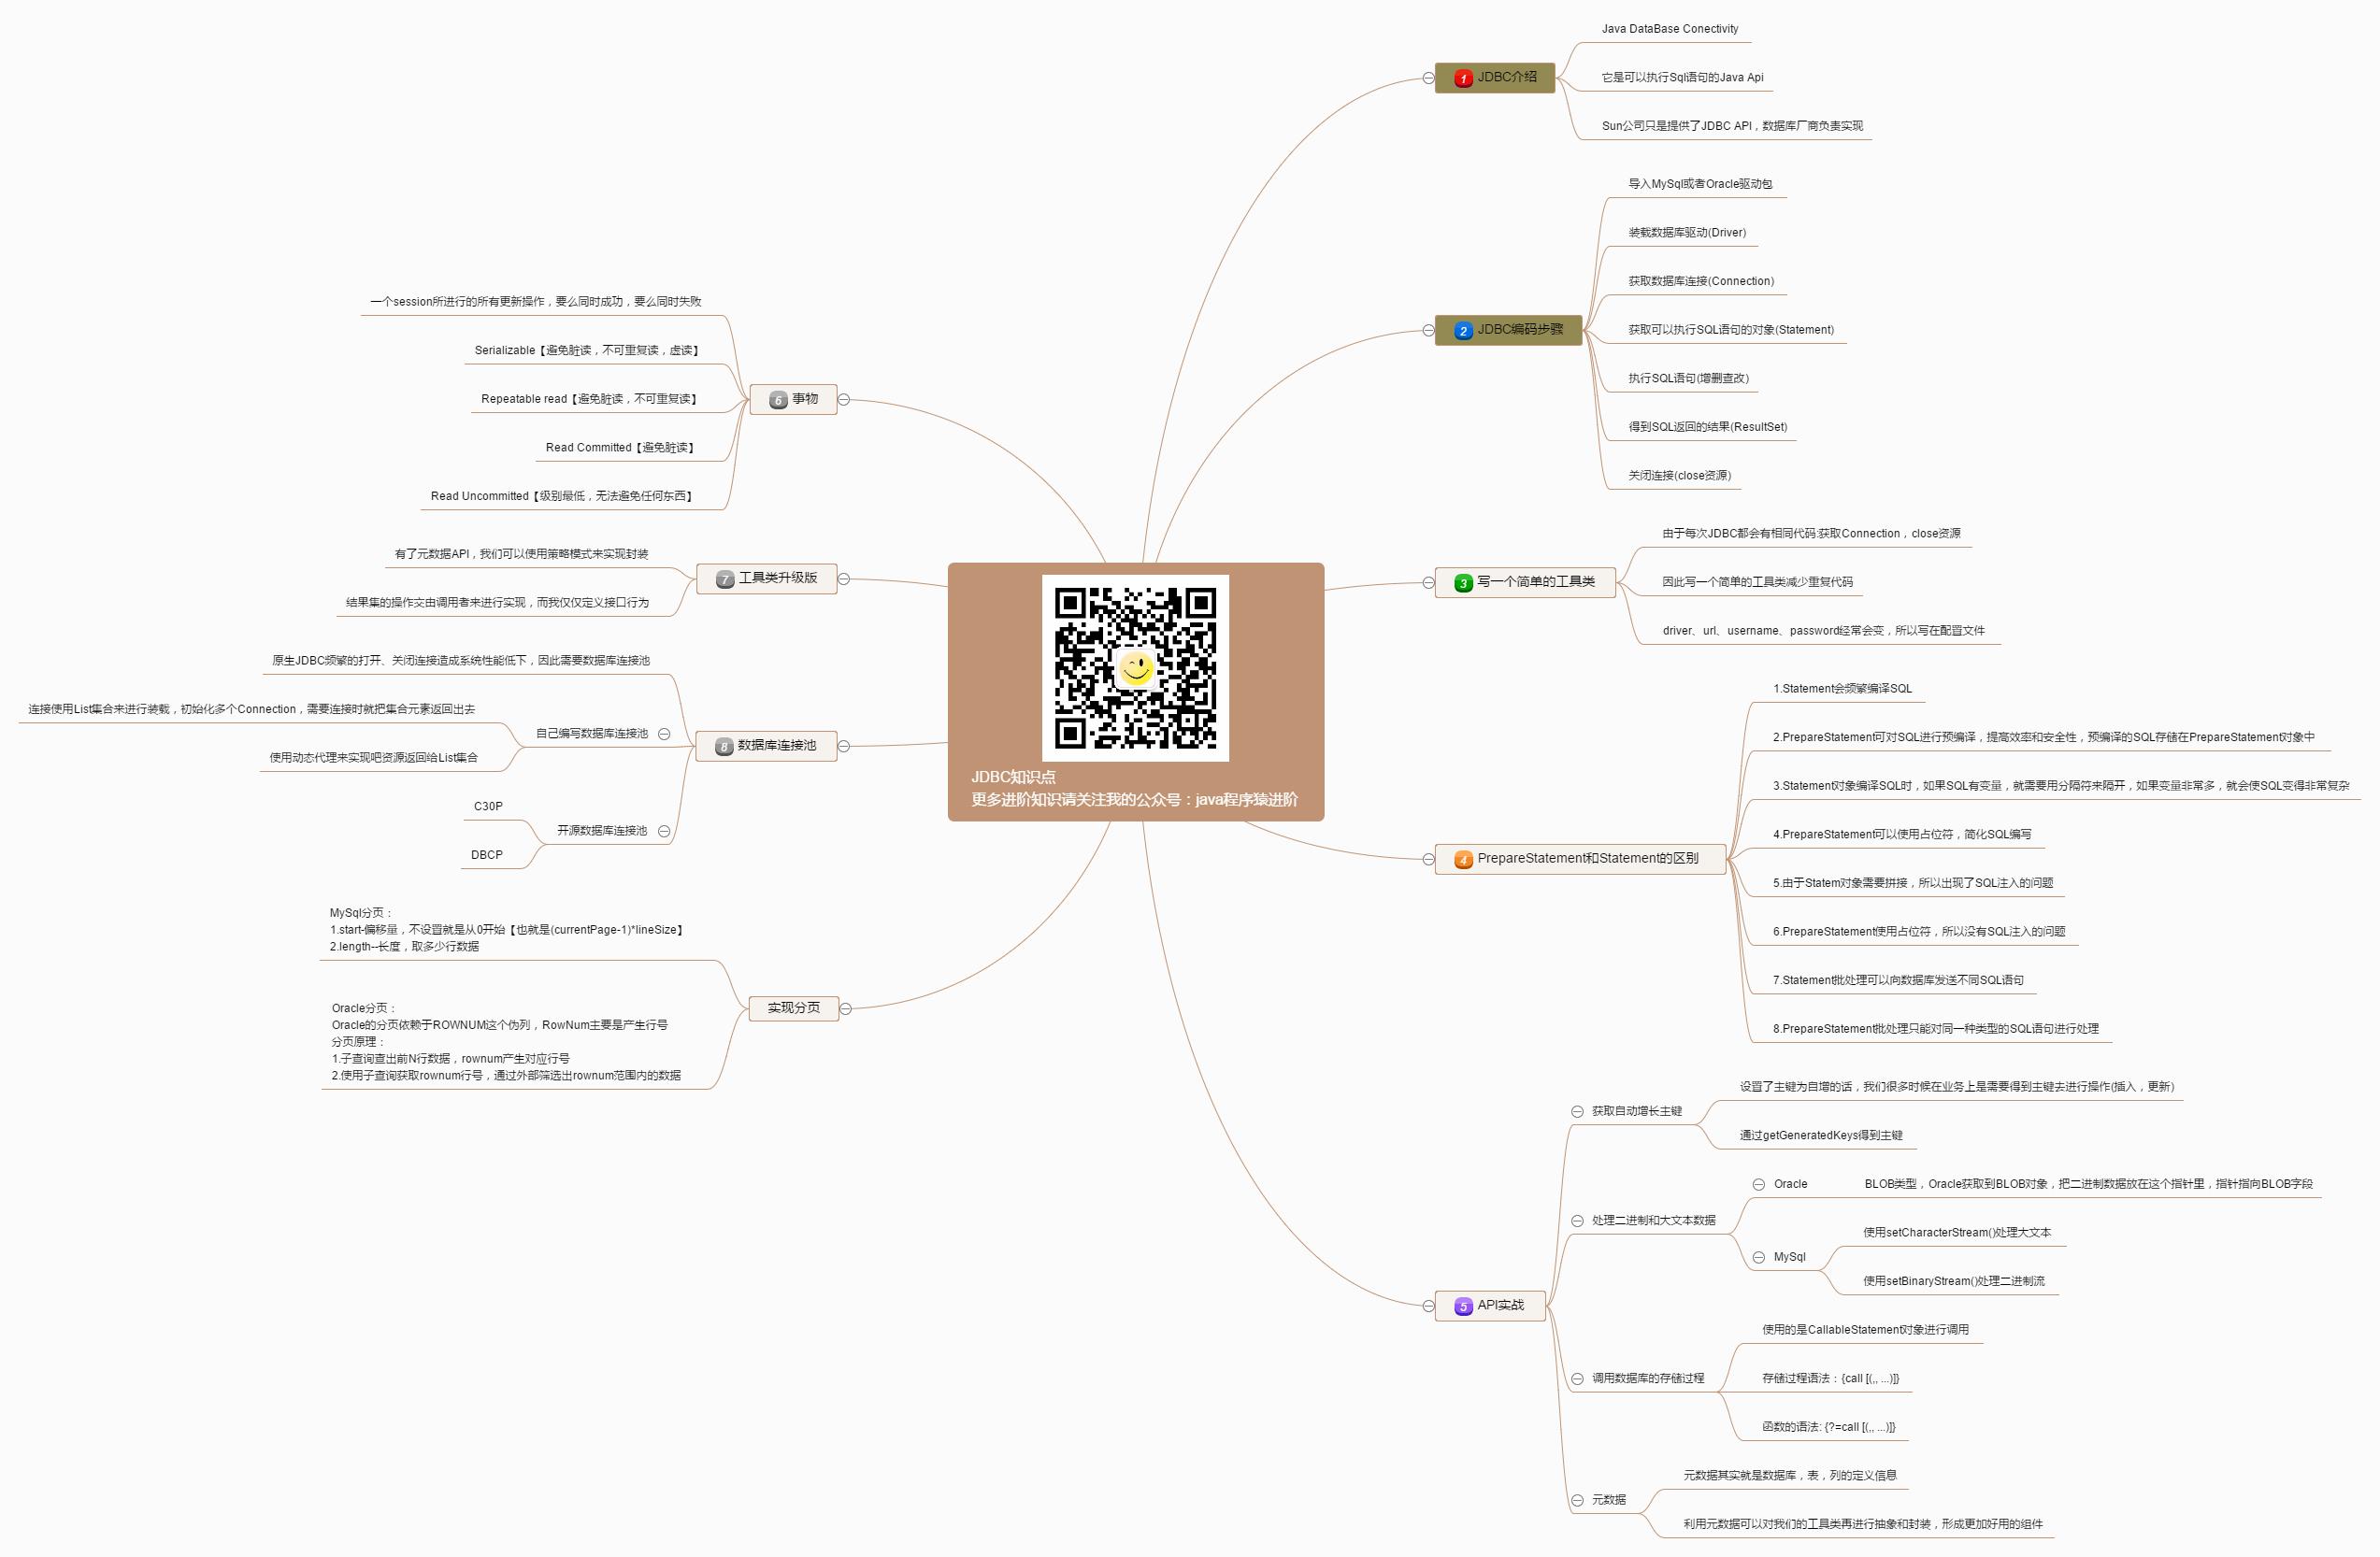 JDBC知识点
更多进阶知识请关注我的公众号：java程序猿进阶
1 JDBC介绍
Java DataBase Conectivity
它是可以执行Sql语句的Java Api
Sun公司只是提供了JDBC API，数据库厂商负责实现
2 JDBC编码步骤
导入MySql或者Oracle驱动包
装载数据库驱动(Driver)
获取数据库连接(Connection)
获取可以执行SQL语句的对象(Statement)
执行SQL语句(增删查改)
得到SQL返回的结果(ResultSet)
关闭连接(close资源)
3 写一个简单的工具类
由于每次JDBC都会有相同代码:获取Connection，close资源
因此写一个简单的工具类减少重复代码
driver、url、username、password经常会变，所以写在配置文件
4 PrepareStatement和Statement的区别
1.Statement会频繁编译SQL
2.PrepareStatement可对SQL进行预编译，提高效率和安全性，预编译的SQL存储在PrepareStatement对象中
3.Statement对象编译SQL时，如果SQL有变量，就需要用分隔符来隔开，如果变量非常多，就会使SQL变得非常复杂
4.PrepareStatement可以使用占位符，简化SQL编写
5.由于Statem对象需要拼接，所以出现了SQL注入的问题
6.PrepareStatement使用占位符，所以没有SQL注入的问题
7.Statement批处理可以向数据库发送不同SQL语句
8.PrepareStatement批处理只能对同一种类型的SQL语句进行处理
5 API实战
获取自动增长主键
设置了主键为自增的话，我们很多时候在业务上是需要得到主键去进行操作(插入，更新)
通过getGeneratedKeys得到主键
处理二进制和大文本数据
Oracle
BLOB类型，Oracle获取到BLOB对象，把二进制数据放在这个指针里，指针指向BLOB字段
MySql
使用setCharacterStream()处理大文本
使用setBinaryStream()处理二进制流
调用数据库的存储过程
使用的是CallableStatement对象进行调用
存储过程语法：{call [(,, ...)]}
函数的语法: {?=call [(,, ...)]}
元数据
元数据其实就是数据库，表，列的定义信息
利用元数据可以对我们的工具类再进行抽象和封装，形成更加好用的组件
6 事物
一个session所进行的所有更新操作，要么同时成功，要么同时失败
Serializable【避免脏读，不可重复读，虚读】
Repeatable read【避免脏读，不可重复读】
Read Committed【避免脏读】
Read Uncommitted【级别最低，无法避免任何东西】
7 工具类升级版
有了元数据API，我们可以使用策略模式来实现封装
结果集的操作交由调用者来进行实现，而我仅仅定义接口行为
8 数据库连接池
原生JDBC频繁的打开、关闭连接造成系统性能低下，因此需要数据库连接池
自己编写数据库连接池
连接使用List集合来进行装载，初始化多个Connection，需要连接时就把集合元素返回出去
使用动态代理来实现吧资源返回给List集合
开源数据库连接池
C30P
DBCP
实现分页
MySql分页：
1.start-偏移量，不设置就是从0开始【也就是(currentPage-1)*lineSize】
2.length--长度，取多少行数据
Oracle分页：
Oracle的分页依赖于ROWNUM这个伪列，RowNum主要是产生行号
分页原理：
1.子查询查出前N行数据，rownum产生对应行号
2.使用子查询获取rownum行号，通过外部筛选出rownum范围内的数据